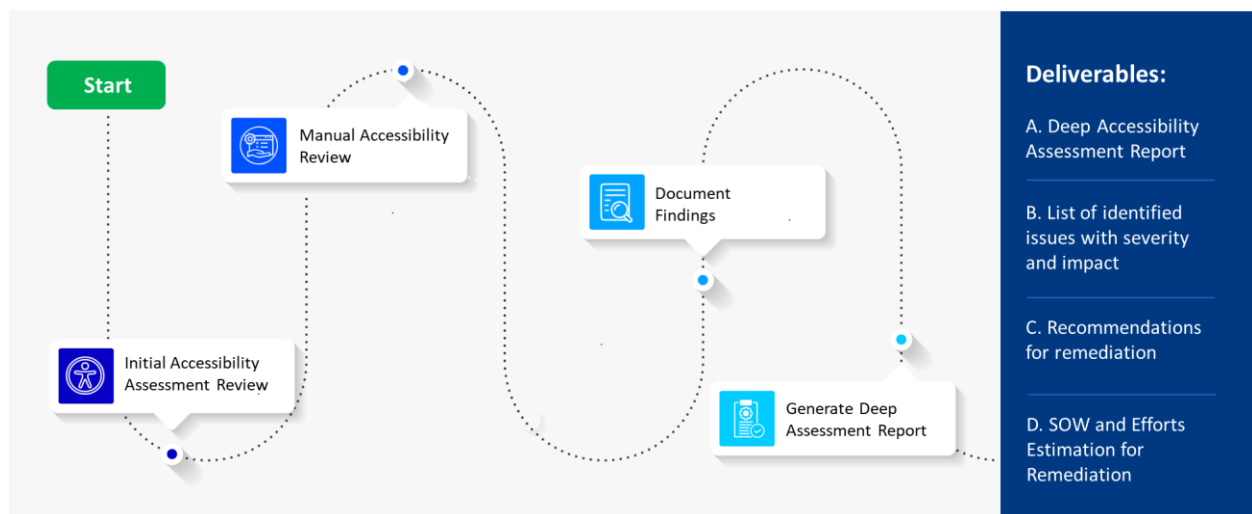 Start
Manual Accessibility
Review
Document
Findings
Initial Accessibility
Assessment Review
Generate Deep
Assessment Report
Deliverables:
A. Deep Accessibility
Assessment Report
B. List of identified
issues with severity
and impact
C. Recommendations
for remediation
D. SOW and Efforts
Estimation for
Remediation